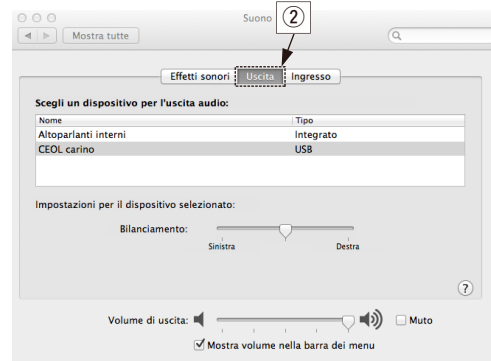 Suono
2
Mostra tutte
Effetti sonori Uscita Ingresso
Scegli un dispositivo per l'uscita audio:
Nome Tipo
Altoparlanti interni Integrato
CEOL carino USB
Impostazioni per il dispositivo selezionato:
Bilanciamento:
Sinistra Destra
?
Volume di uscita: Muto
Mostra volume nella barra dei menu